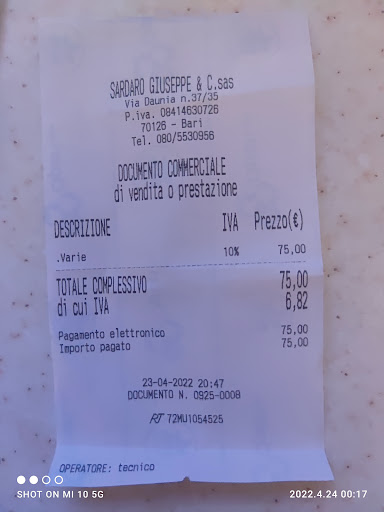 SARDARO GIUSEPPE & C.sas
Via Daunia n.37/35
P.iva. 08414630726
70126 - Bari
Tel. 080/5530956
DOCUMENTO COMMERCIALE
di vendita o prestazione
DESCRIZIONE IVA Prezzo(€)
.Varie 10% 75,00
TOTALE COMPLESSIVO 75,00
di cui IVA 6,82
Pagamento elettronico 75,00
Importo pagato 75,00
23-04-2022 20:47
DOCUMENTO N. 0925-0008
RT 72MU1054525
OPERATORE: tecnico
SHOT ON MI 10 5G
2022.4.24 00:17